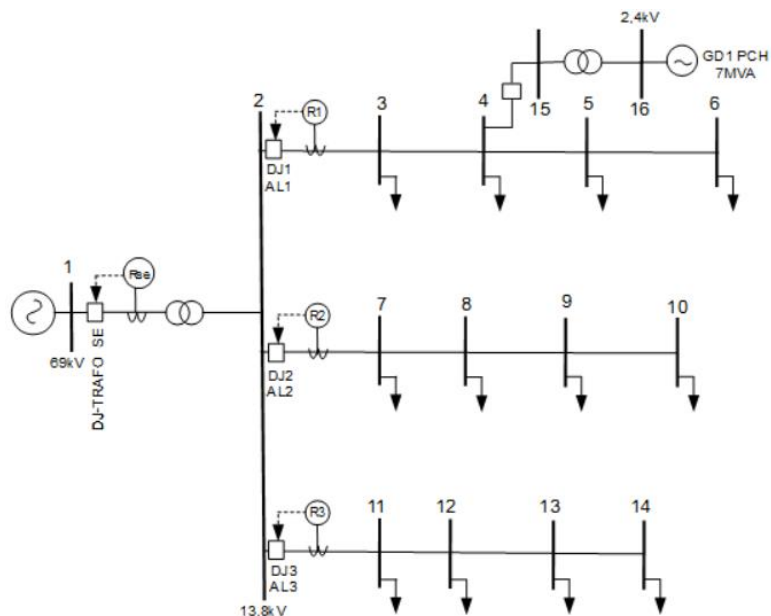 2,4kV
GD1 PCH
7MVA
15
16
2
R1
3
4
5
6
DJ1
AL1
1
Rse
69kV
DJ-TRAFO SE
R2
7
8
9
10
DJ2
AL2
R3
11
12
13
14
DJ3
AL3
13,8kV